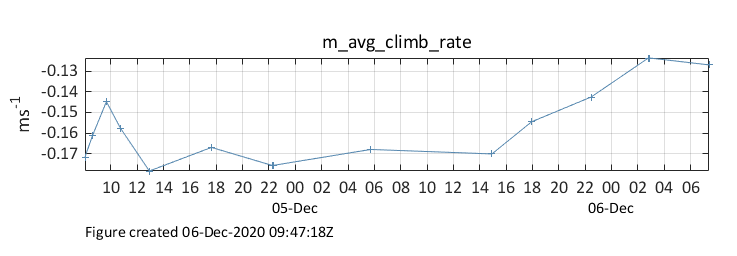 m_avg_climb_rate
-0.13
-0.14
-0.15
-0.16
-0.17
ms-1
10 12 14 16 18 20 22 00 02 04 06 08 10 12 14 16 18 20 22 00 02 04 06
05-Dec 06-Dec
Figure created 06-Dec-2020 09:47:18Z